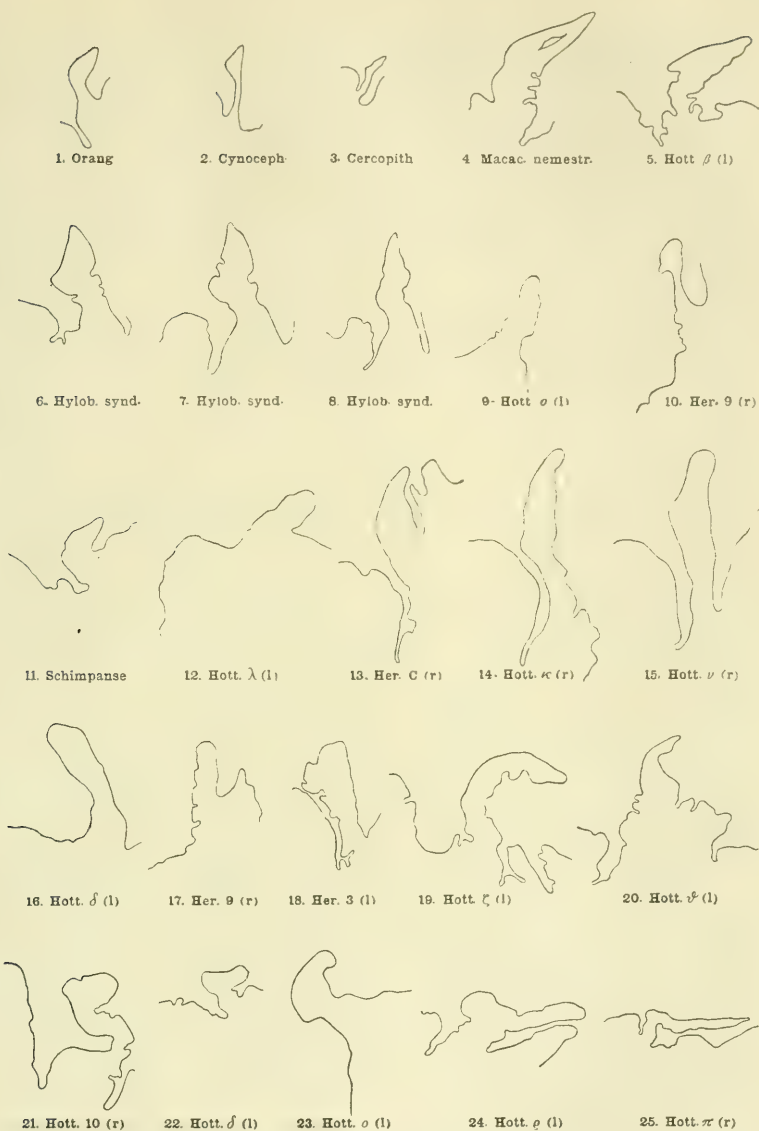 1. Orang 2. Cynoceph. 3. Cercopith 4 Macac. nemestr. 5. Hott β (l)
6. Hylob. synd. 7. Hylob. synd. 8. Hylob. synd. 9. Hott ο (l) 10. Her. 9 (r)
11. Schimpanse 12. Hott. λ (l) 13. Her. C (r) 14. Hott. κ (r) 15. Hott. ν (r)
16. Hott. δ (l) 17. Her. 9 (r) 18. Her. 3 (l) 19. Hott. ζ (l) 20. Hott. ϑ (l)
21. Hott. 10 (r) 22. Hott. δ (l) 23. Hott. ο (l) 24. Hott. ρ (l) 25. Hott. π (r)